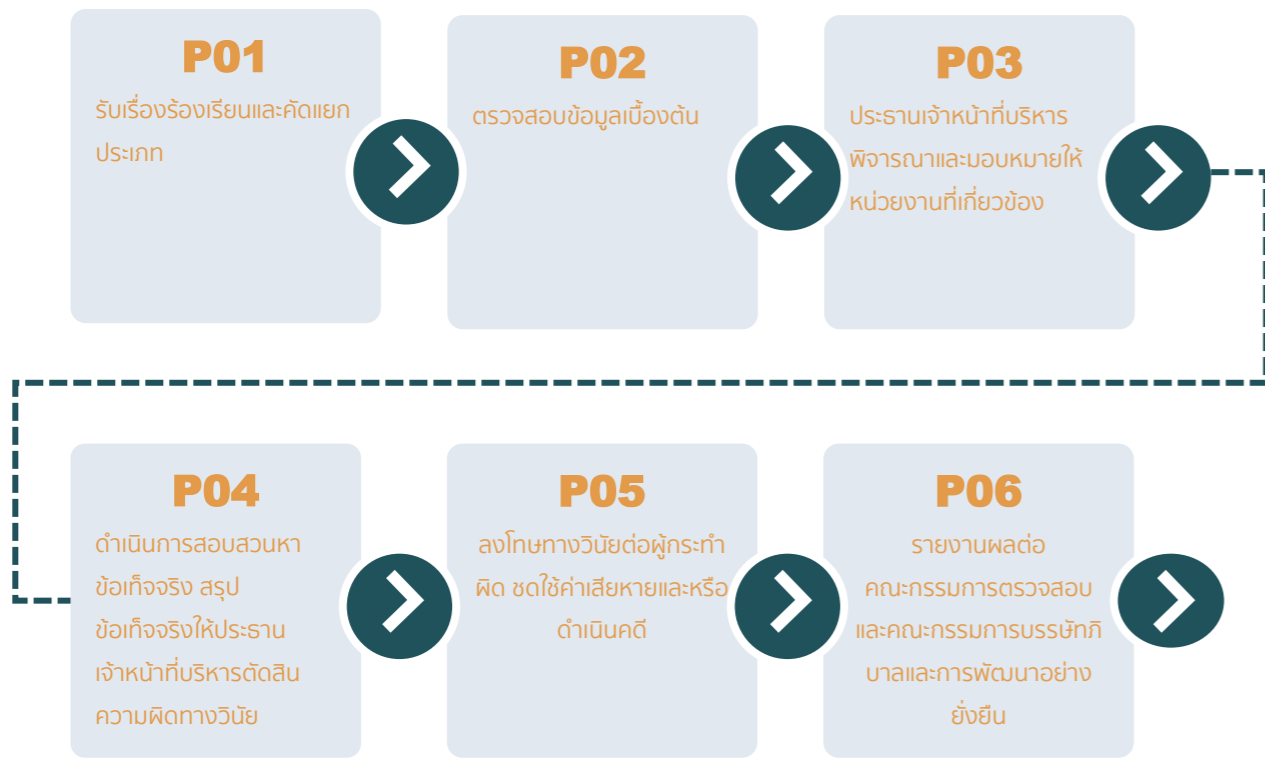 P01
รับเรื่องร้องเรียนและคัดแยก
ประเภท
P02
ตรวจสอบข้อมูลเบื้องต้น
P03
ประธานเจ้าหน้าที่บริหาร
พิจารณาและมอบหมายให้
หน่วยงานที่เกี่ยวข้อง
P04
ดำเนินการสอบสวนหา
ข้อเท็จจริง สรุป
ข้อเท็จจริงให้ประธาน
เจ้าหน้าที่บริหารตัดสิน
ความผิดทางวินัย
P05
ลงโทษทางวินัยต่อผู้กระทำ
ผิด ชดใช้ค่าเสียหายและหรือ
ดำเนินคดี
P06
รายงานผลต่อ
คณะกรรมการตรวจสอบ
และคณะกรรมการบรรษัทภิ
บาลและการพัฒนาอย่าง
ยั่งยืน